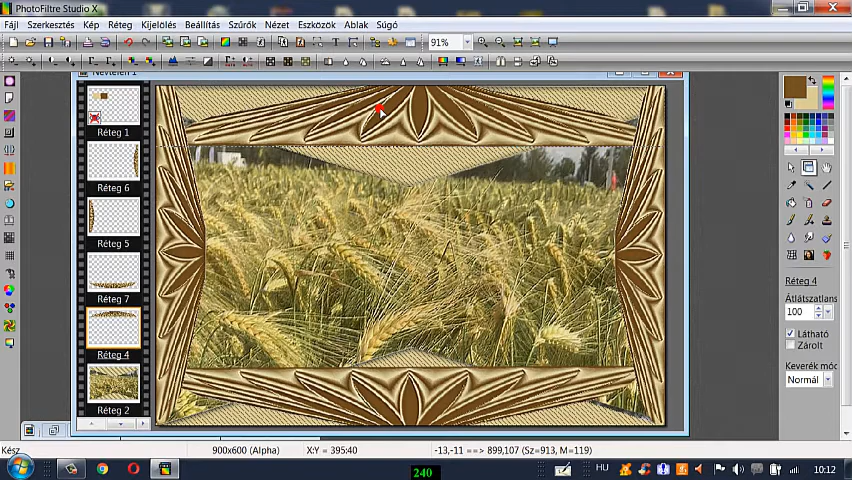 PhotoFiltre Studio X
Fájl Szerkesztés Kép Réteg Kijelölés Beállítás Szűrők Nézet Eszközök Ablak Súgó
91%
Névtelen 1
Réteg 1
Réteg 6
Réteg 5
Réteg 7
Réteg 4
Réteg 2
Réteg 4
Átlátszatlans
100
Látható
Zárolt
Keverék mód
Normál
Kész
900x600 (Alpha)
X:Y = 395:40
-13,-11 ==> 899,107 (Sz=913, M=119)
240
HU
10:12